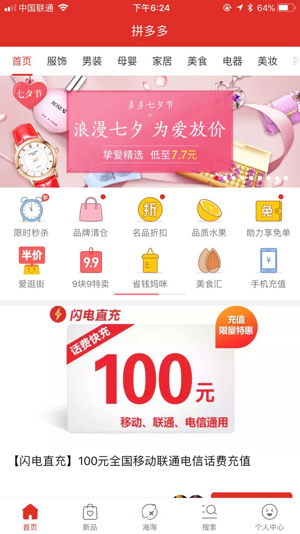 中国联通
下午6:24
64%
拼多多
首页 服饰 男装 母婴 家居 美食 电器 美妆
七夕节
多多七夕节
浪漫七夕 为爱放价
挚爱精选 低至7.7元
折
免
限时秒杀 品牌清仓 名品折扣 品质水果 助力享免单
半价
9.9
爱逛街 9块9特卖 省钱妈咪 美食汇 手机充值
闪电直充
充值
限量特惠
话费快充
100元
移动、联通、电信通用
【闪电直充】100元全国移动联通电信话费充值
首页 新品 海淘 搜索 个人中心